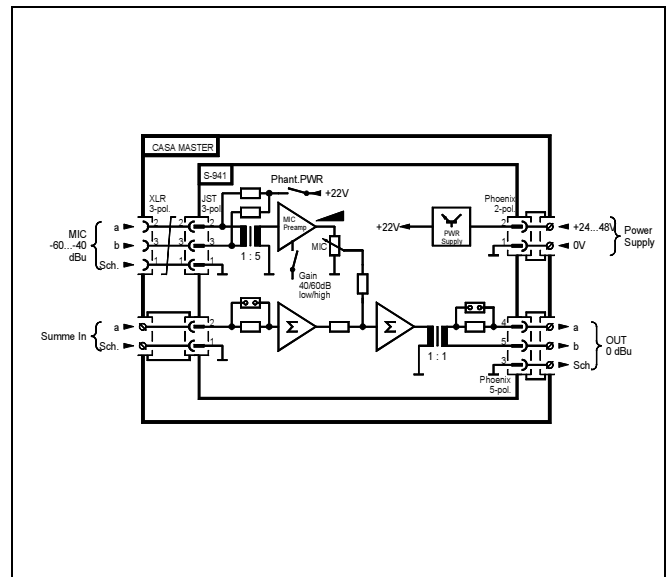 CASA MASTER
S-941
XLR
3-pol.
JST
3-pol.
Phant.PWR
+22V
MIC
Preamp
MIC
1 : 5
Gain
40/60dB
low/high
MIC
-60...-40
dBu
a
b
Sch.
2
3
1
2
3
1
2
3
1
+22V
PWR
Supply
Phoenix
2-pol.
2
1
+24...48V
0V
Power
Supply
Summe In
a
Sch.
2
1
Σ
Σ
1 : 1
4
5
3
Phoenix
5-pol.
a
b
Sch.
OUT
0 dBu